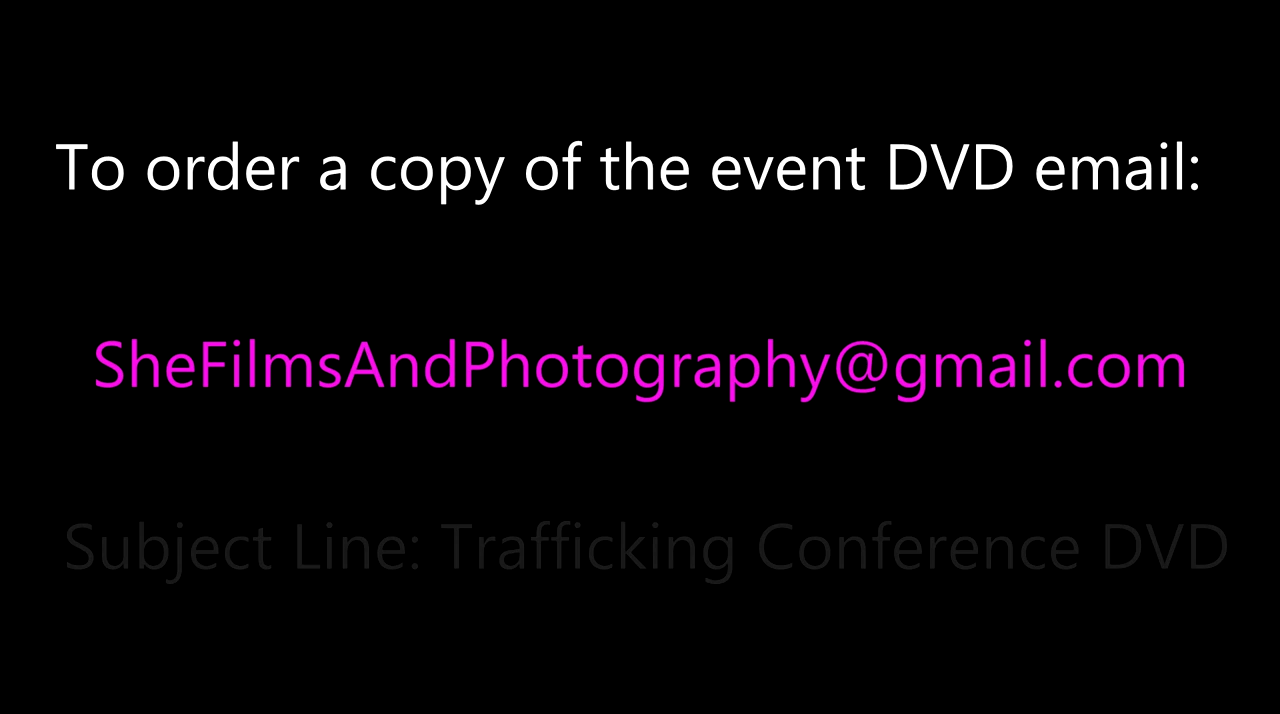 To order a copy of the event DVD email:
SheFilmsAndPhotography@gmail.com
Subject Line: Trafficking Conference DVD